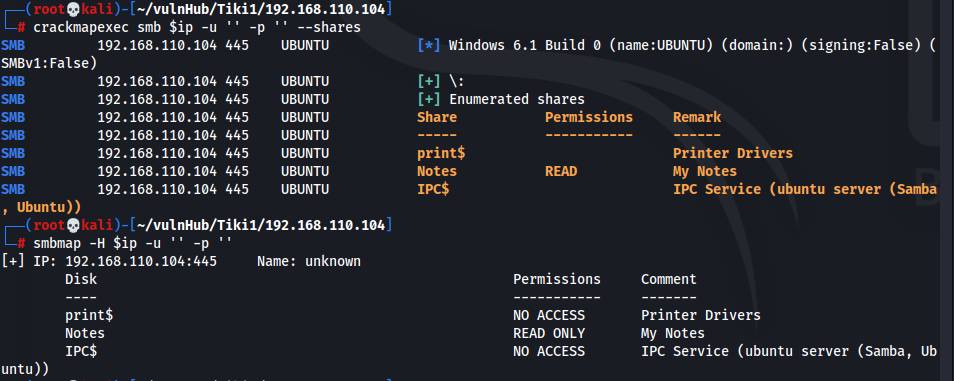 ┌──(root💀kali)-[~/vulnHub/Tiki1/192.168.110.104]
└─# crackmapexec smb $ip -u '' -p '' --shares
SMB 192.168.110.104 445 UBUNTU [*] Windows 6.1 Build 0 (name:UBUNTU) (domain:) (signing:False) (
SMBv1:False)
SMB 192.168.110.104 445 UBUNTU [+] \:
SMB 192.168.110.104 445 UBUNTU [+] Enumerated shares
SMB 192.168.110.104 445 UBUNTU Share Permissions Remark
SMB 192.168.110.104 445 UBUNTU ----- ----------- ------
SMB 192.168.110.104 445 UBUNTU print$ Printer Drivers
SMB 192.168.110.104 445 UBUNTU Notes READ My Notes
SMB 192.168.110.104 445 UBUNTU IPC$ IPC Service (ubuntu server (Samba
, Ubuntu))
┌──(root💀kali)-[~/vulnHub/Tiki1/192.168.110.104]
└─# smbmap -H $ip -u '' -p ''
[+] IP: 192.168.110.104:445 Name: unknown
Disk Permissions Comment
---- ----------- -------
print$ NO ACCESS Printer Drivers
Notes READ ONLY My Notes
IPC$ NO ACCESS IPC Service (ubuntu server (Samba, Ub
untu))